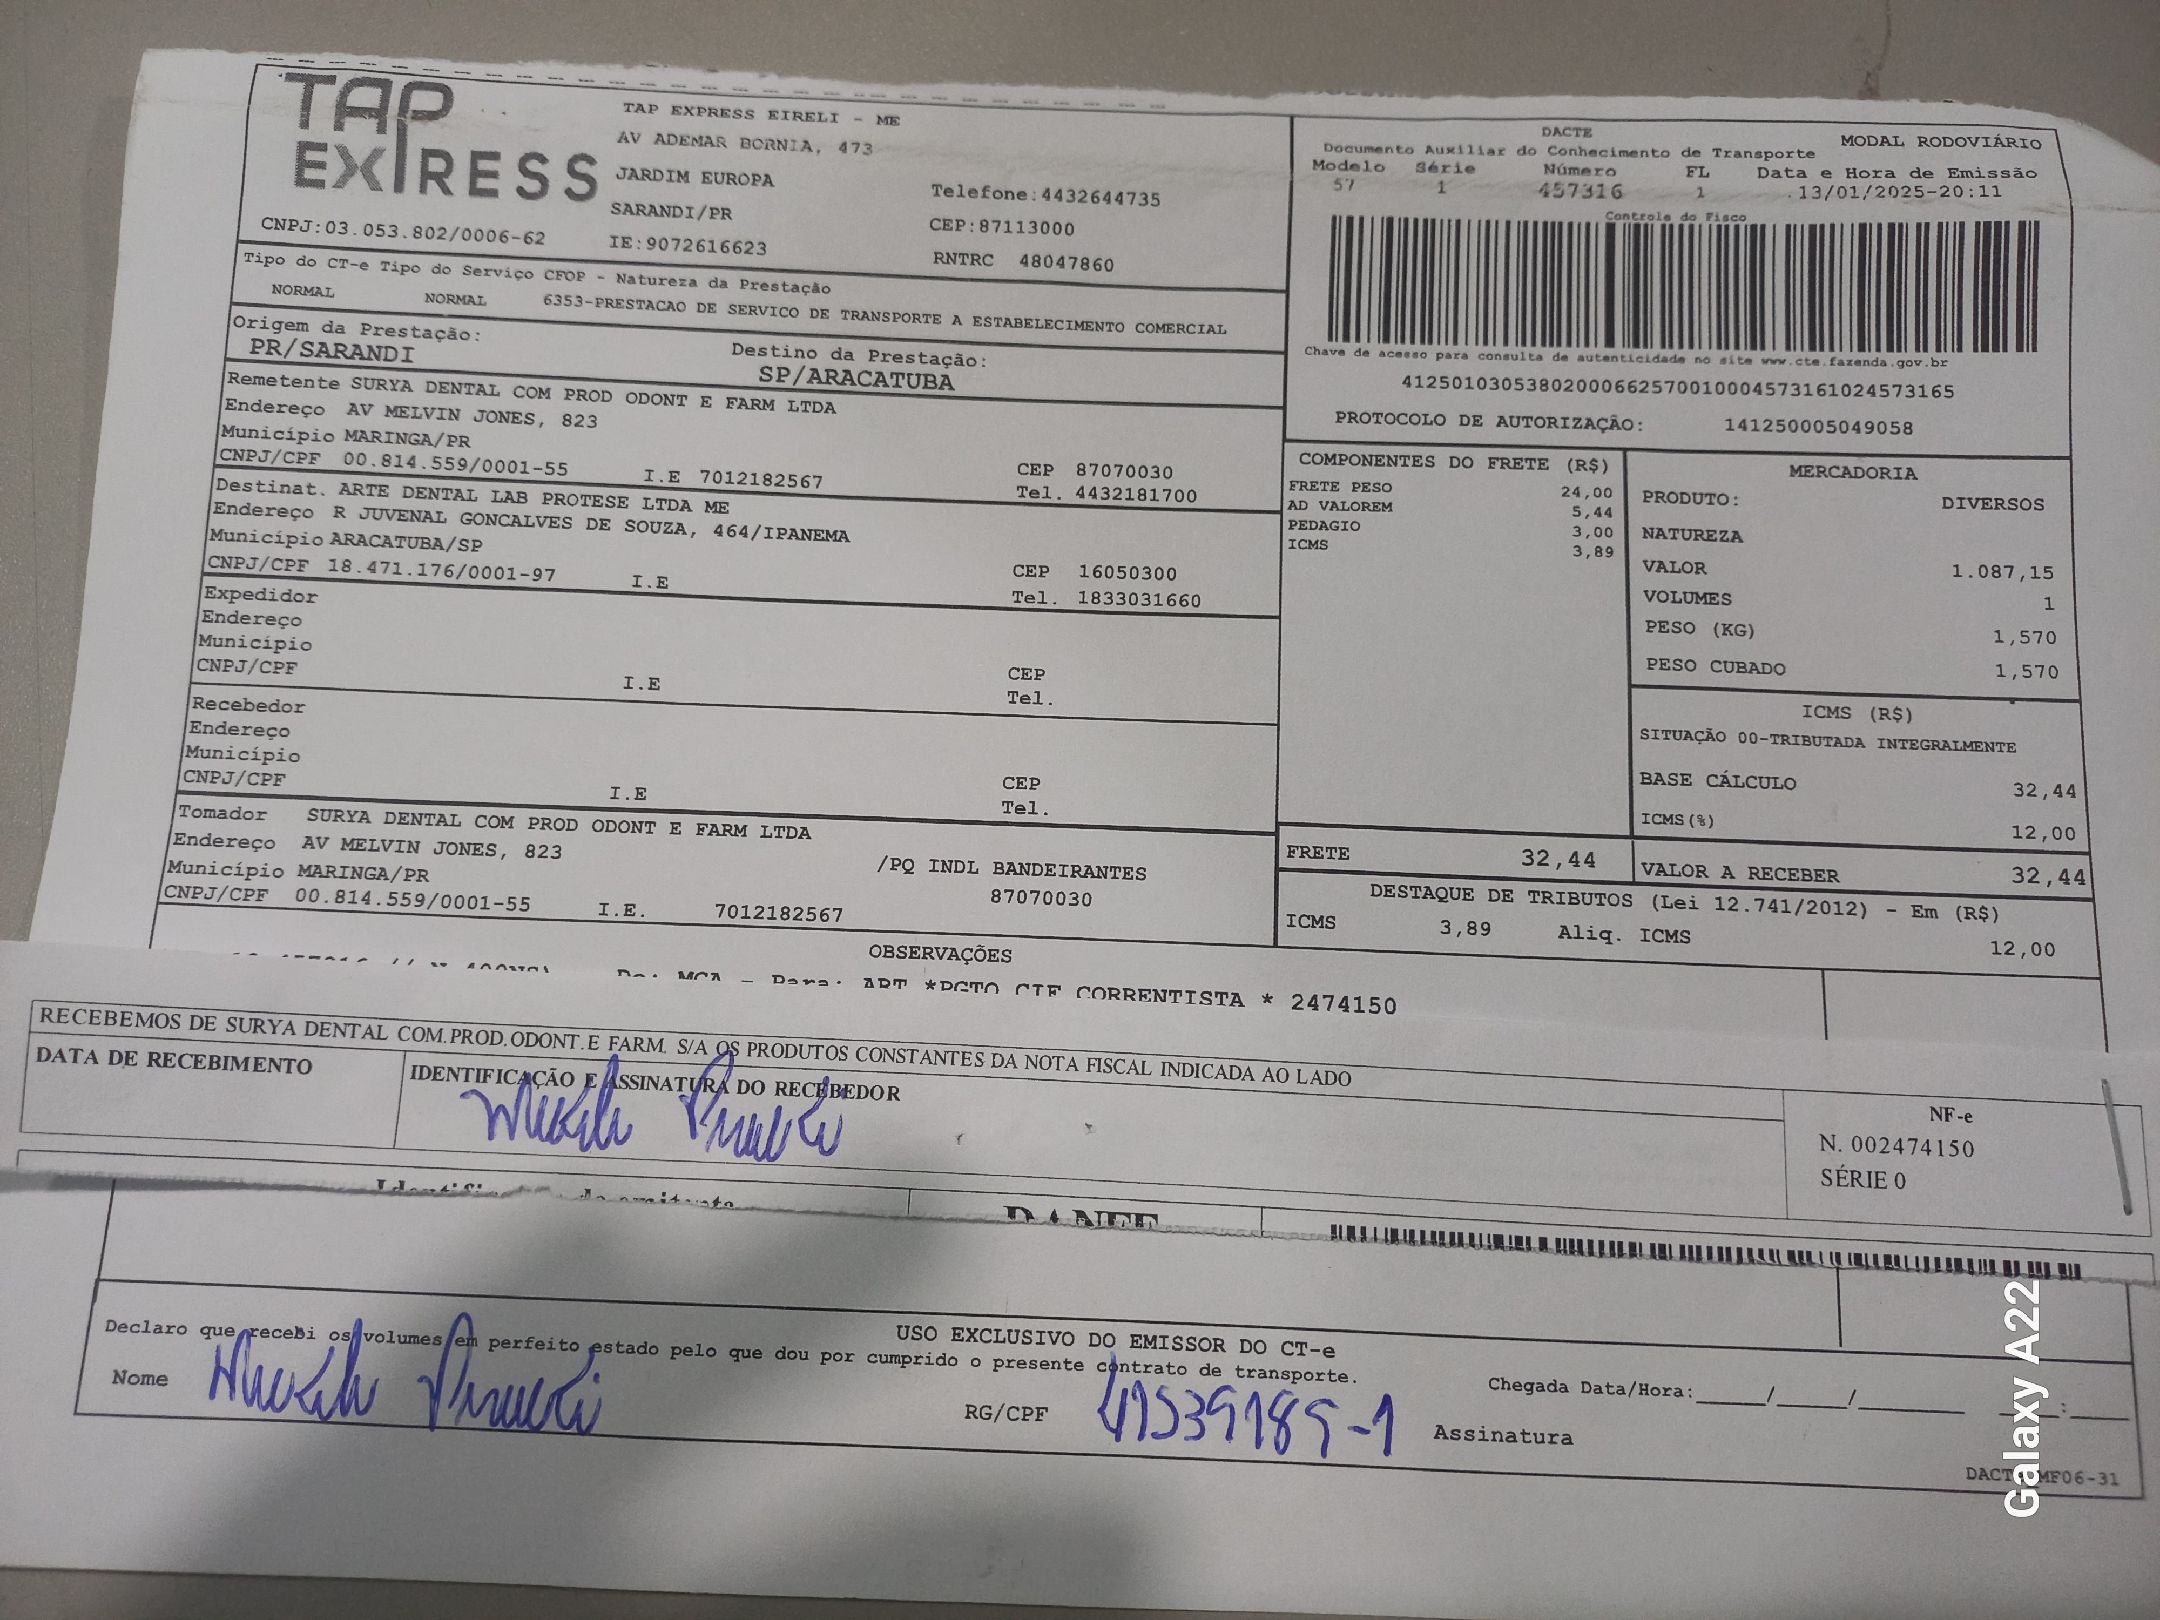 TAP
EXPRESS
CNPJ:03.053.802/0006-62
TAP EXPRESS EIRELI - ME
AV ADEMAR BORNIA, 473
JARDIM EUROPA
SARANDI/PR
IE:9072616623
Telefone:4432644735
CEP:87113000
RNTRC 48047860
DACTE
MODAL RODOVIÁRIO
Documento Auxiliar do Conhecimento de Transporte
Modelo Série Número FL Data e Hora de Emissão
57 1 457316 1 13/01/2025-20:11
Controle do Fisco
Chave de acesso para consulta de autenticidade no site www.cte.fazenda.gov.br
41250103053802000662570010004573161024573165
PROTOCOLO DE AUTORIZAÇÃO: 141250005049058
Tipo do CT-e Tipo do Serviço CFOP - Natureza da Prestação
NORMAL NORMAL 6353-PRESTACAO DE SERVICO DE TRANSPORTE A ESTABELECIMENTO COMERCIAL
Origem da Prestação: Destino da Prestação:
PR/SARANDI SP/ARACATUBA
Remetente SURYA DENTAL COM PROD ODONT E FARM LTDA
Endereço AV MELVIN JONES, 823
Município MARINGA/PR CEP 87070030
CNPJ/CPF 00.814.559/0001-55 I.E 7012182567 Tel. 4432181700
Destinat. ARTE DENTAL LAB PROTESE LTDA ME
Endereço R JUVENAL GONCALVES DE SOUZA, 464/IPANEMA
Município ARACATUBA/SP CEP 16050300
CNPJ/CPF 18.471.176/0001-97 I.E Tel. 1833031660
Expedidor
Endereço
Município CEP
CNPJ/CPF I.E Tel.
Recebedor
Endereço
Município CEP
CNPJ/CPF I.E Tel.
Tomador SURYA DENTAL COM PROD ODONT E FARM LTDA
Endereço AV MELVIN JONES, 823 /PQ INDL BANDEIRANTES
Município MARINGA/PR 87070030
CNPJ/CPF 00.814.559/0001-55 I.E. 7012182567
COMPONENTES DO FRETE (R$)
FRETE PESO 24,00
AD VALOREM 5,44
PEDAGIO 3,00
ICMS 3,89
MERCADORIA
PRODUTO: DIVERSOS
NATUREZA
VALOR 1.087,15
VOLUMES 1
PESO (KG) 1,570
PESO CUBADO 1,570
ICMS (R$)
SITUAÇÃO 00-TRIBUTADA INTEGRALMENTE
BASE CÁLCULO 32,44
ICMS(%) 12,00
FRETE 32,44 VALOR A RECEBER 32,44
DESTAQUE DE TRIBUTOS (Lei 12.741/2012) - Em (R$)
ICMS 3,89 Aliq. ICMS 12,00
OBSERVAÇÕES
De: MGA - Para: ART *PGTO CIF CORRENTISTA * 2474150
RECEBEMOS DE SURYA DENTAL COM.PROD.ODONT.E FARM. S/A OS PRODUTOS CONSTANTES DA NOTA FISCAL INDICADA AO LADO
DATA DE RECEBIMENTO IDENTIFICAÇÃO E ASSINATURA DO RECEBEDOR
NF-e
N. 002474150
SÉRIE 0
DANFE
USO EXCLUSIVO DO EMISSOR DO CT-e
Declaro que recebi os volumes em perfeito estado pelo que dou por cumprido o presente contrato de transporte.
Nome RG/CPF 41539189-1 Assinatura
Chegada Data/Hora:____/____/______ ___:___
MF06-31
Galaxy A22